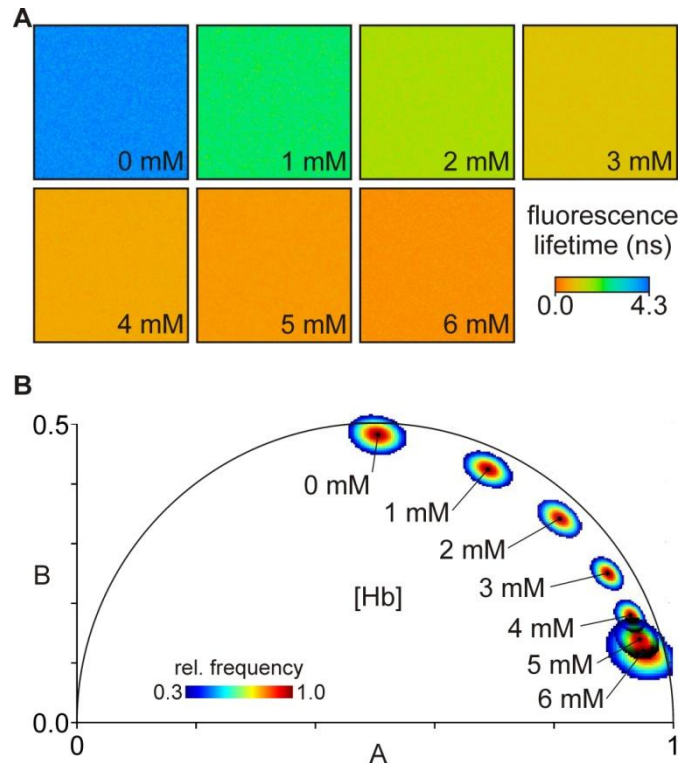 A
0 mM
1 mM
2 mM
3 mM
4 mM
5 mM
6 mM
fluorescence
lifetime (ns)
0.0
4.3
B
0.5
B
0.0
0 mM
1 mM
2 mM
3 mM
4 mM
5 mM
6 mM
[Hb]
rel. frequency
0.3
1.0
0
A
1